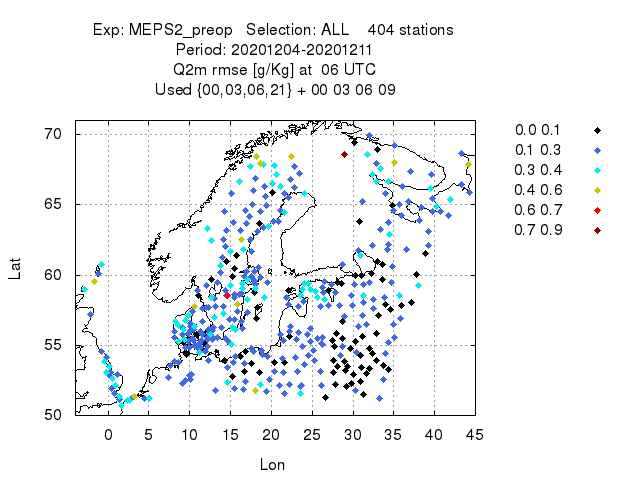 Exp: MEPS2_preop   Selection: ALL    404 stations
Period: 20201204-20201211
Q2m rmse [g/Kg] at  06 UTC
Used {00,03,06,21} + 00 03 06 09
70
65
60
55
50
Lat
0 5 10 15 20 25 30 35 40 45
Lon
0.0 0.1
0.1 0.3
0.3 0.4
0.4 0.6
0.6 0.7
0.7 0.9